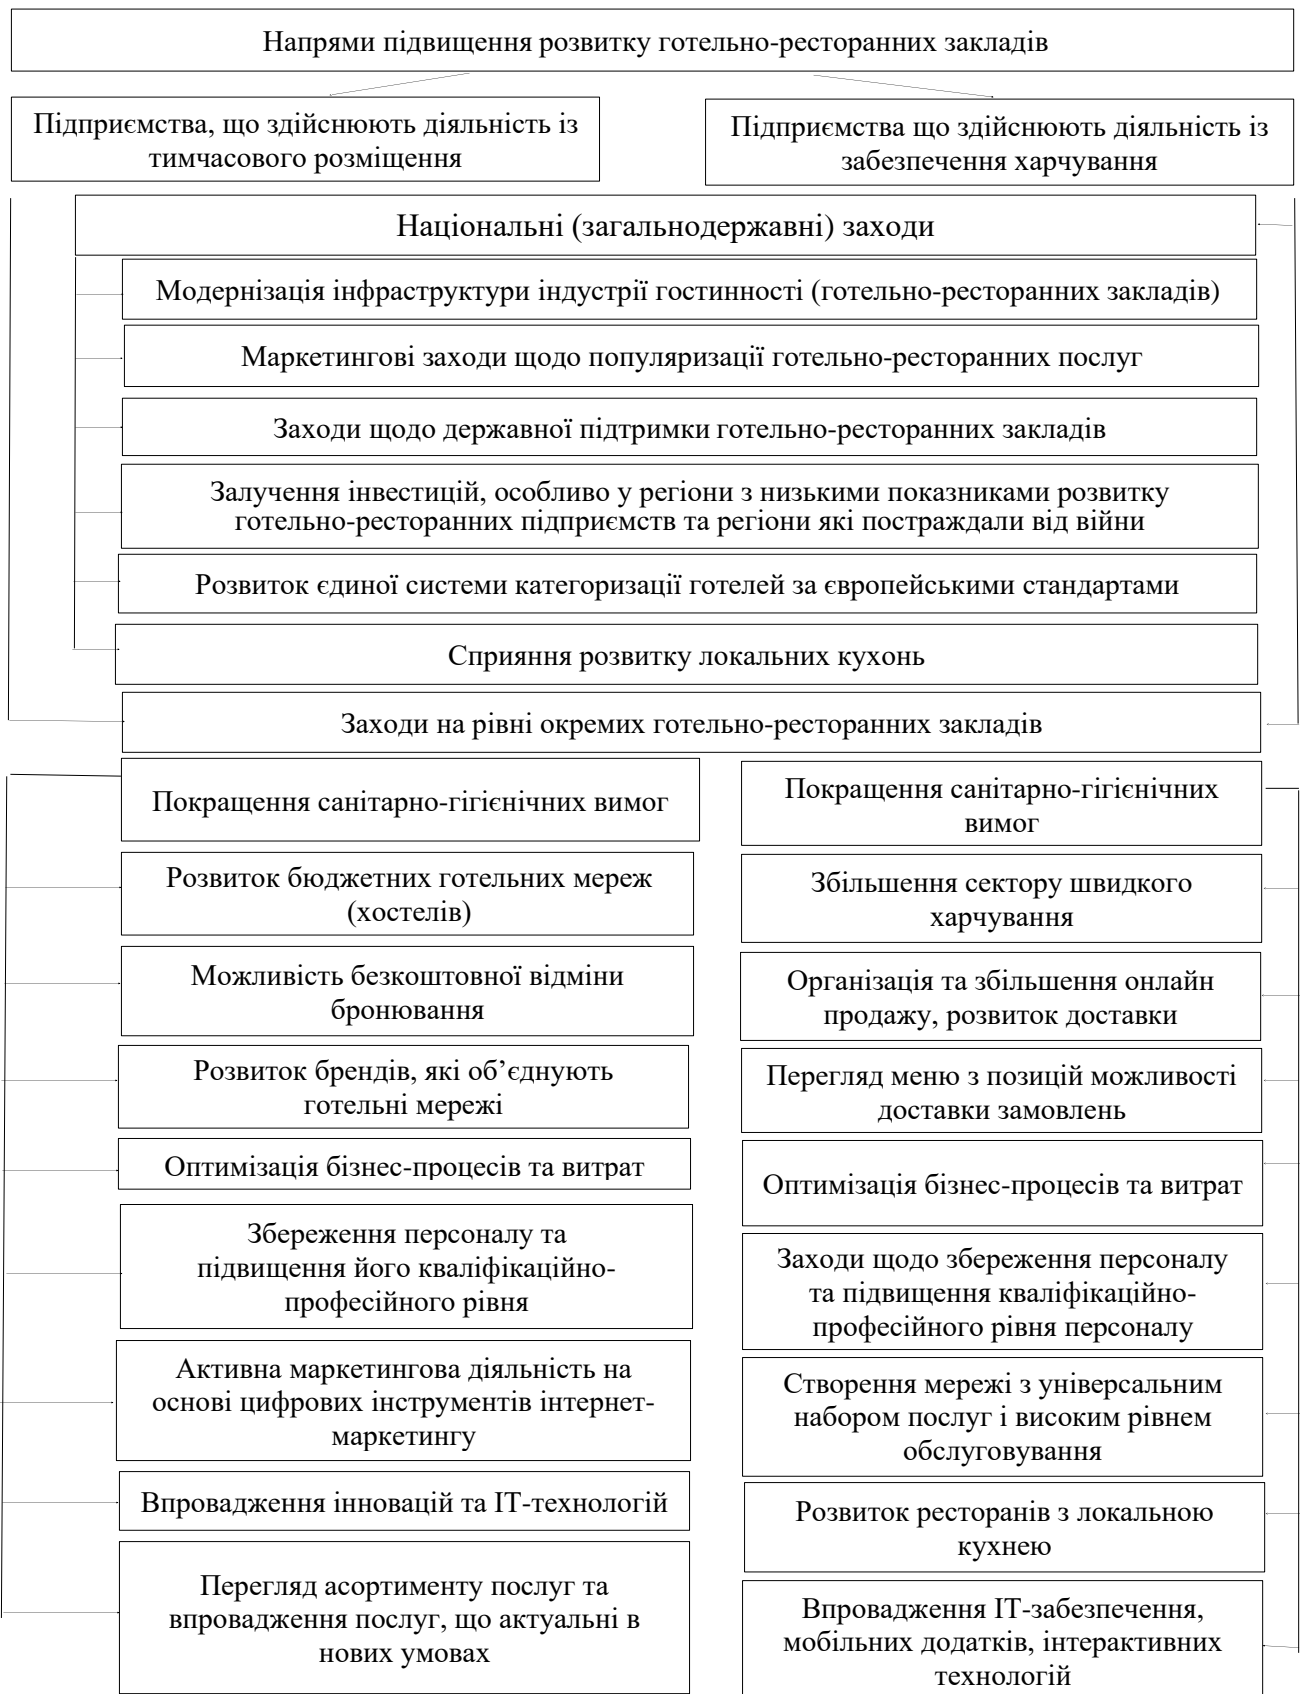 Напрями підвищення розвитку готельно-ресторанних закладів
Підприємства, що здійснюють діяльність із
тимчасового розміщення
Підприємства що здійснюють діяльність із
забезпечення харчування
Національні (загальнодержавні) заходи
Модернізація інфраструктури індустрії гостинності (готельно-ресторанних закладів)
Маркетингові заходи щодо популяризації готельно-ресторанних послуг
Заходи щодо державної підтримки готельно-ресторанних закладів
Залучення інвестицій, особливо у регіони з низькими показниками розвитку
готельно-ресторанних підприємств та регіони які постраждали від війни
Розвиток єдиної системи категоризації готелей за європейськими стандартами
Сприяння розвитку локальних кухонь
Заходи на рівні окремих готельно-ресторанних закладів
Покращення санітарно-гігієнічних вимог
Розвиток бюджетних готельних мереж
(хостелів)
Можливість безкоштовної відміни
бронювання
Розвиток брендів, які об’єднують
готельні мережі
Оптимізація бізнес-процесів та витрат
Збереження персоналу та
підвищення його кваліфікаційно-
професійного рівня
Активна маркетингова діяльність на
основі цифрових інструментів інтернет-
маркетингу
Впровадження інновацій та ІТ-технологій
Перегляд асортименту послуг та
впровадження послуг, що актуальні в
нових умовах
Покращення санітарно-гігієнічних
вимог
Збільшення сектору швидкого
харчування
Організація та збільшення онлайн
продажу, розвиток доставки
Перегляд меню з позицій можливості
доставки замовлень
Оптимізація бізнес-процесів та витрат
Заходи щодо збереження персоналу
та підвищення кваліфікаційно-
професійного рівня персоналу
Створення мережі з універсальним
набором послуг і високим рівнем
обслуговування
Розвиток ресторанів з локальною
кухнею
Впровадження ІТ-забезпечення,
мобільних додатків, інтерактивних
технологій